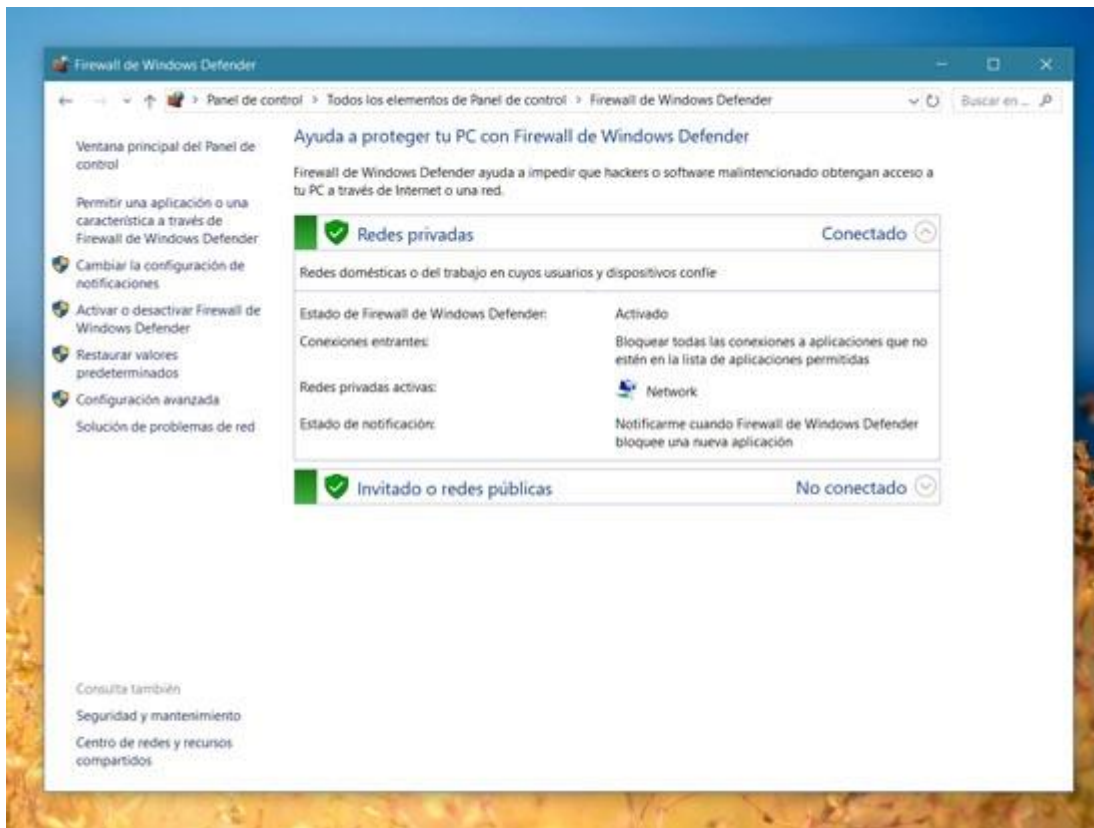 Firewall de Windows Defender
Panel de control > Todos los elementos de Panel de control > Firewall de Windows Defender
Buscar en ...
Ventana principal del Panel de
control
Permitir una aplicación o una
característica a través de
Firewall de Windows Defender
Cambiar la configuración de
notificaciones
Activar o desactivar Firewall de
Windows Defender
Restaurar valores
predeterminados
Configuración avanzada
Solución de problemas de red
Ayuda a proteger tu PC con Firewall de Windows Defender
Firewall de Windows Defender ayuda a impedir que hackers o software malintencionado obtengan acceso a
tu PC a través de Internet o una red.
Redes privadas Conectado
Redes domésticas o del trabajo en cuyos usuarios y dispositivos confíe
Estado de Firewall de Windows Defender: Activado
Conexiones entrantes: Bloquear todas las conexiones a aplicaciones que no
estén en la lista de aplicaciones permitidas
Redes privadas activas: Network
Estado de notificación: Notificarme cuando Firewall de Windows Defender
bloquee una nueva aplicación
Invitado o redes públicas No conectado
Consulta también
Seguridad y mantenimiento
Centro de redes y recursos
compartidos